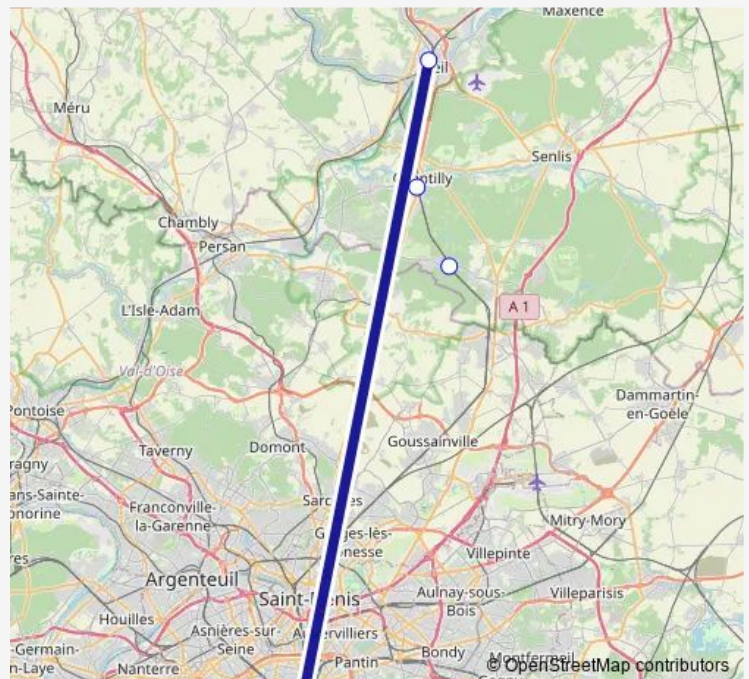 Maxence
Méru
Senlis
Chambly
Persan
L'Isle-Adam
A 1
Val-d'Oise
Pontoise
Dammartin-
en-Goële
Taverny
Domont
Goussainville
Franconville-
la-Garenne
Mitry-Mory
Villepinte
Argenteuil
Aulnay-sous-
Bois
Villeparisis
Houilles
Asnières-sur-
Seine
Bondy
Montfermeil
Nanterre
Pantin
© OpenStreetMap contributors